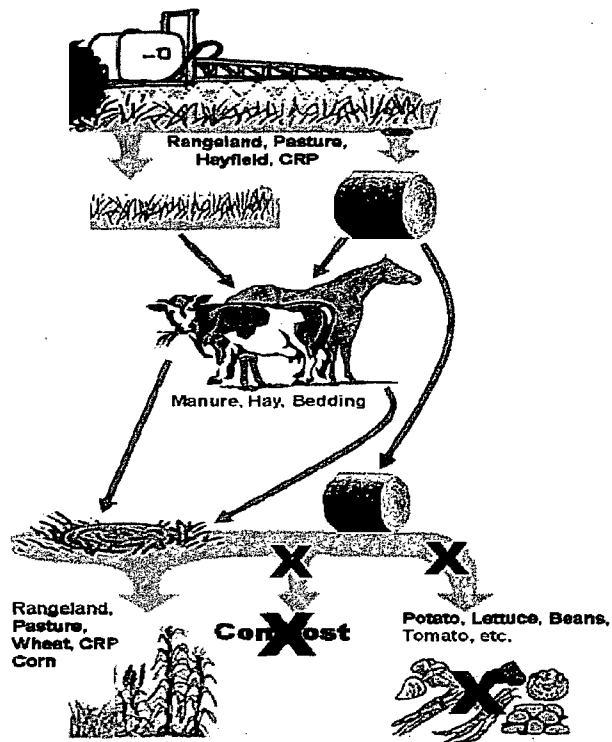 Rangeland, Pasture,
Hayfield, CRP
Manure, Hay, Bedding
Rangeland,
Pasture,
Wheat, CRP
Corn
Compost
Potato, Lettuce, Beans,
Tomato, etc.